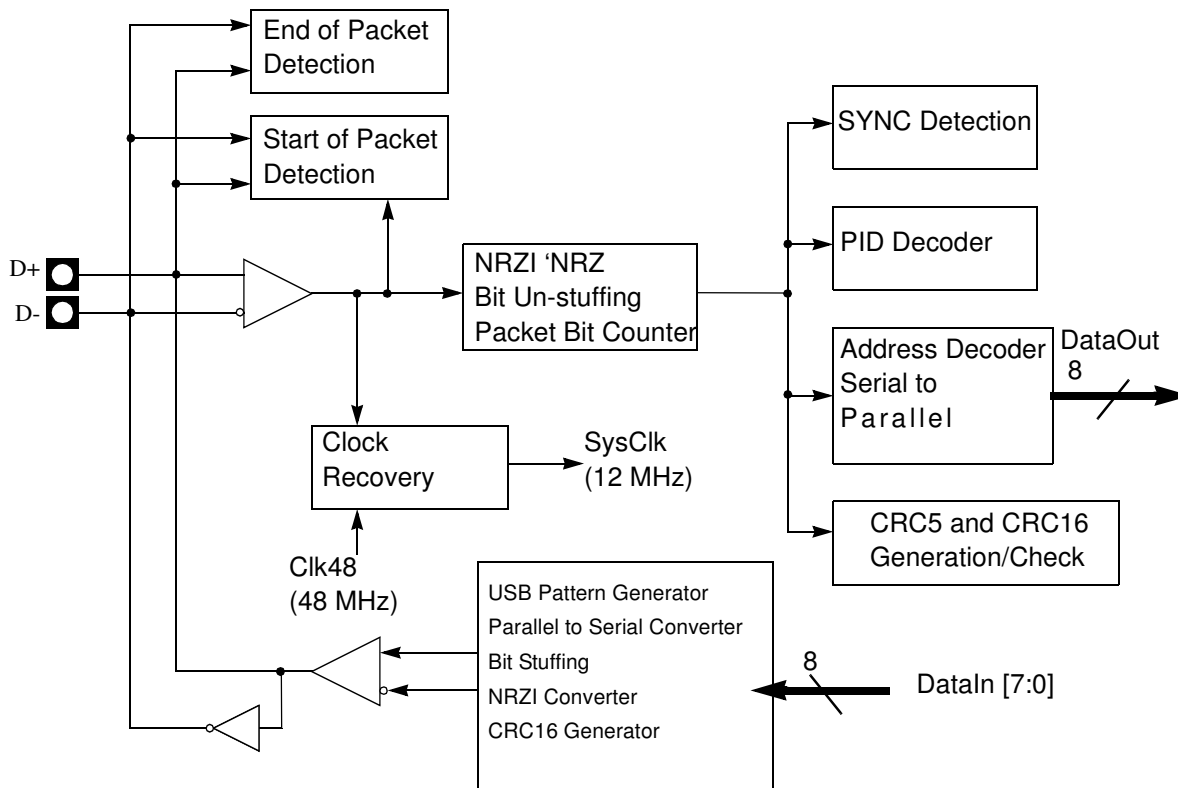 End of Packet
Detection
Start of Packet
Detection
SYNC Detection
PID Decoder
D+
D-
NRZI ‘NRZ
Bit Un-stuffing
Packet Bit Counter
Address Decoder
Serial to
Parallel
DataOut
8
Clock
Recovery
SysClk
(12 MHz)
CRC5 and CRC16
Generation/Check
Clk48
(48 MHz)
USB Pattern Generator
Parallel to Serial Converter
Bit Stuffing
NRZI Converter
CRC16 Generator
8
DataIn [7:0]